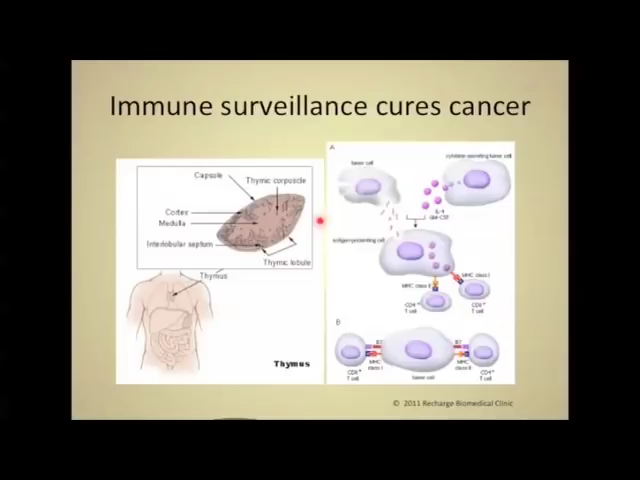 Immune surveillance cures cancer
Capsule
Thymic corpuscle
Cortex
Medulla
Interlobular septum
Thymic lobule
Thymus
Thymus
A
tumor cell
cytokine-secreting tumor cell
IL-4
GM-CSF
antigen-presenting cell
MHC class I
MHC class II
CD4+
T cell
CD8+
T cell
B
B7
B7
MHC
class I
MHC
class II
CD8+
T cell
tumor cell
CD4+
T cell
© 2011 Recharge Biomedical Clinic